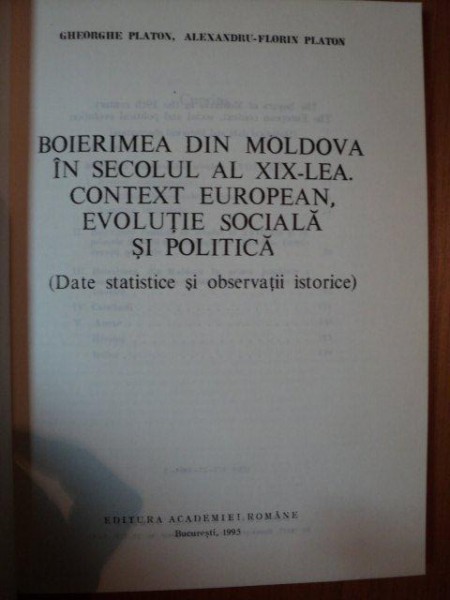 GHEORGHE PLATON, ALEXANDRU-FLORIN PLATON
BOIERIMEA DIN MOLDOVA
ÎN SECOLUL AL XIX-LEA.
CONTEXT EUROPEAN,
EVOLUȚIE SOCIALĂ
ȘI POLITICĂ
(Date statistice și observații istorice)
EDITURA ACADEMIEI ROMÂNE
București, 1995